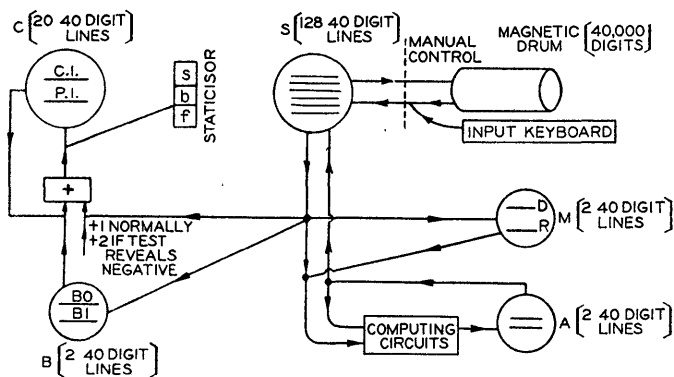 C [20 40 DIGIT LINES]
C.I.
P.I.
s
b
f
STATICISOR
+
+1 NORMALLY
+2 IF TEST
REVEALS
NEGATIVE
B0
B1
B [2 40 DIGIT LINES]
S [128 40 DIGIT LINES]
MANUAL
CONTROL
MAGNETIC
DRUM
[40,000 DIGITS]
INPUT KEYBOARD
D
R
M [2 40 DIGIT LINES]
COMPUTING
CIRCUITS
A [2 40 DIGIT LINES]